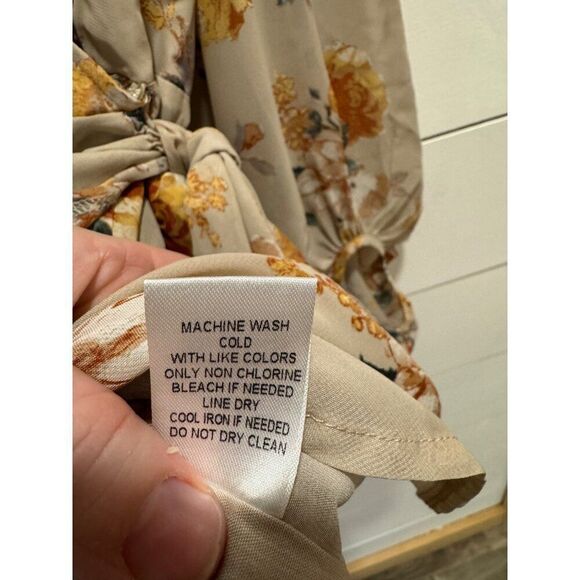 MACHINE WASH
COLD
WITH LIKE COLORS
ONLY NON CHLORINE
BLEACH IF NEEDED
LINE DRY
COOL IRON IF NEEDED
DO NOT DRY CLEAN